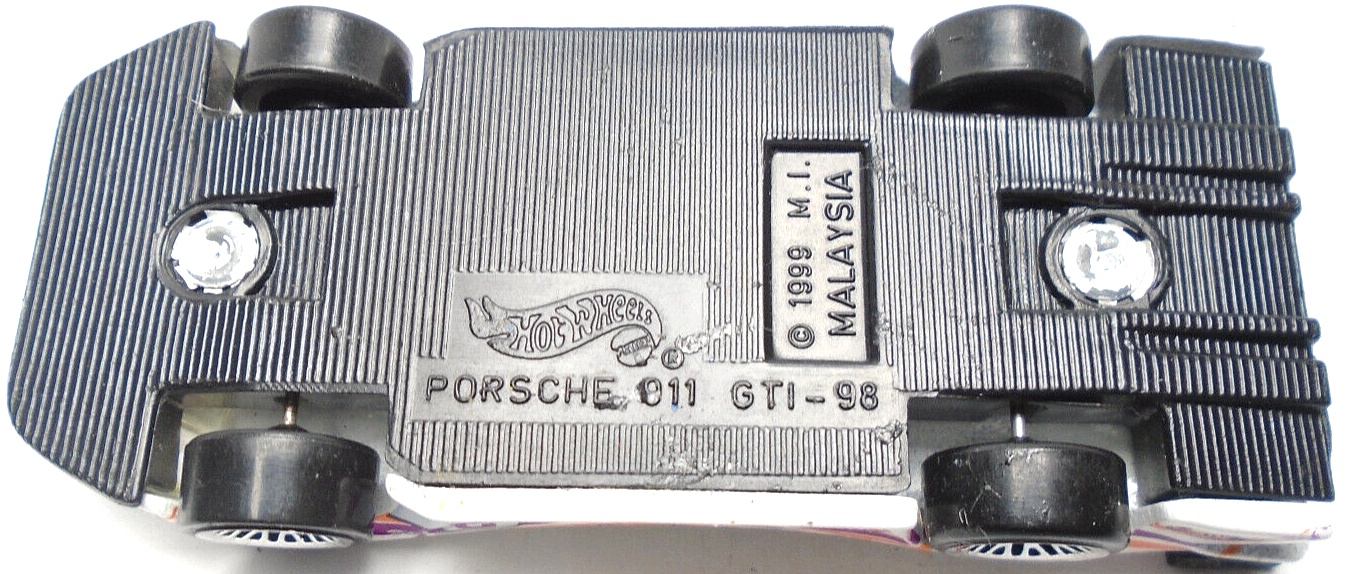 HOT WHEELS
®
PORSCHE 911 GTI-98
© 1999 M.I.
MALAYSIA